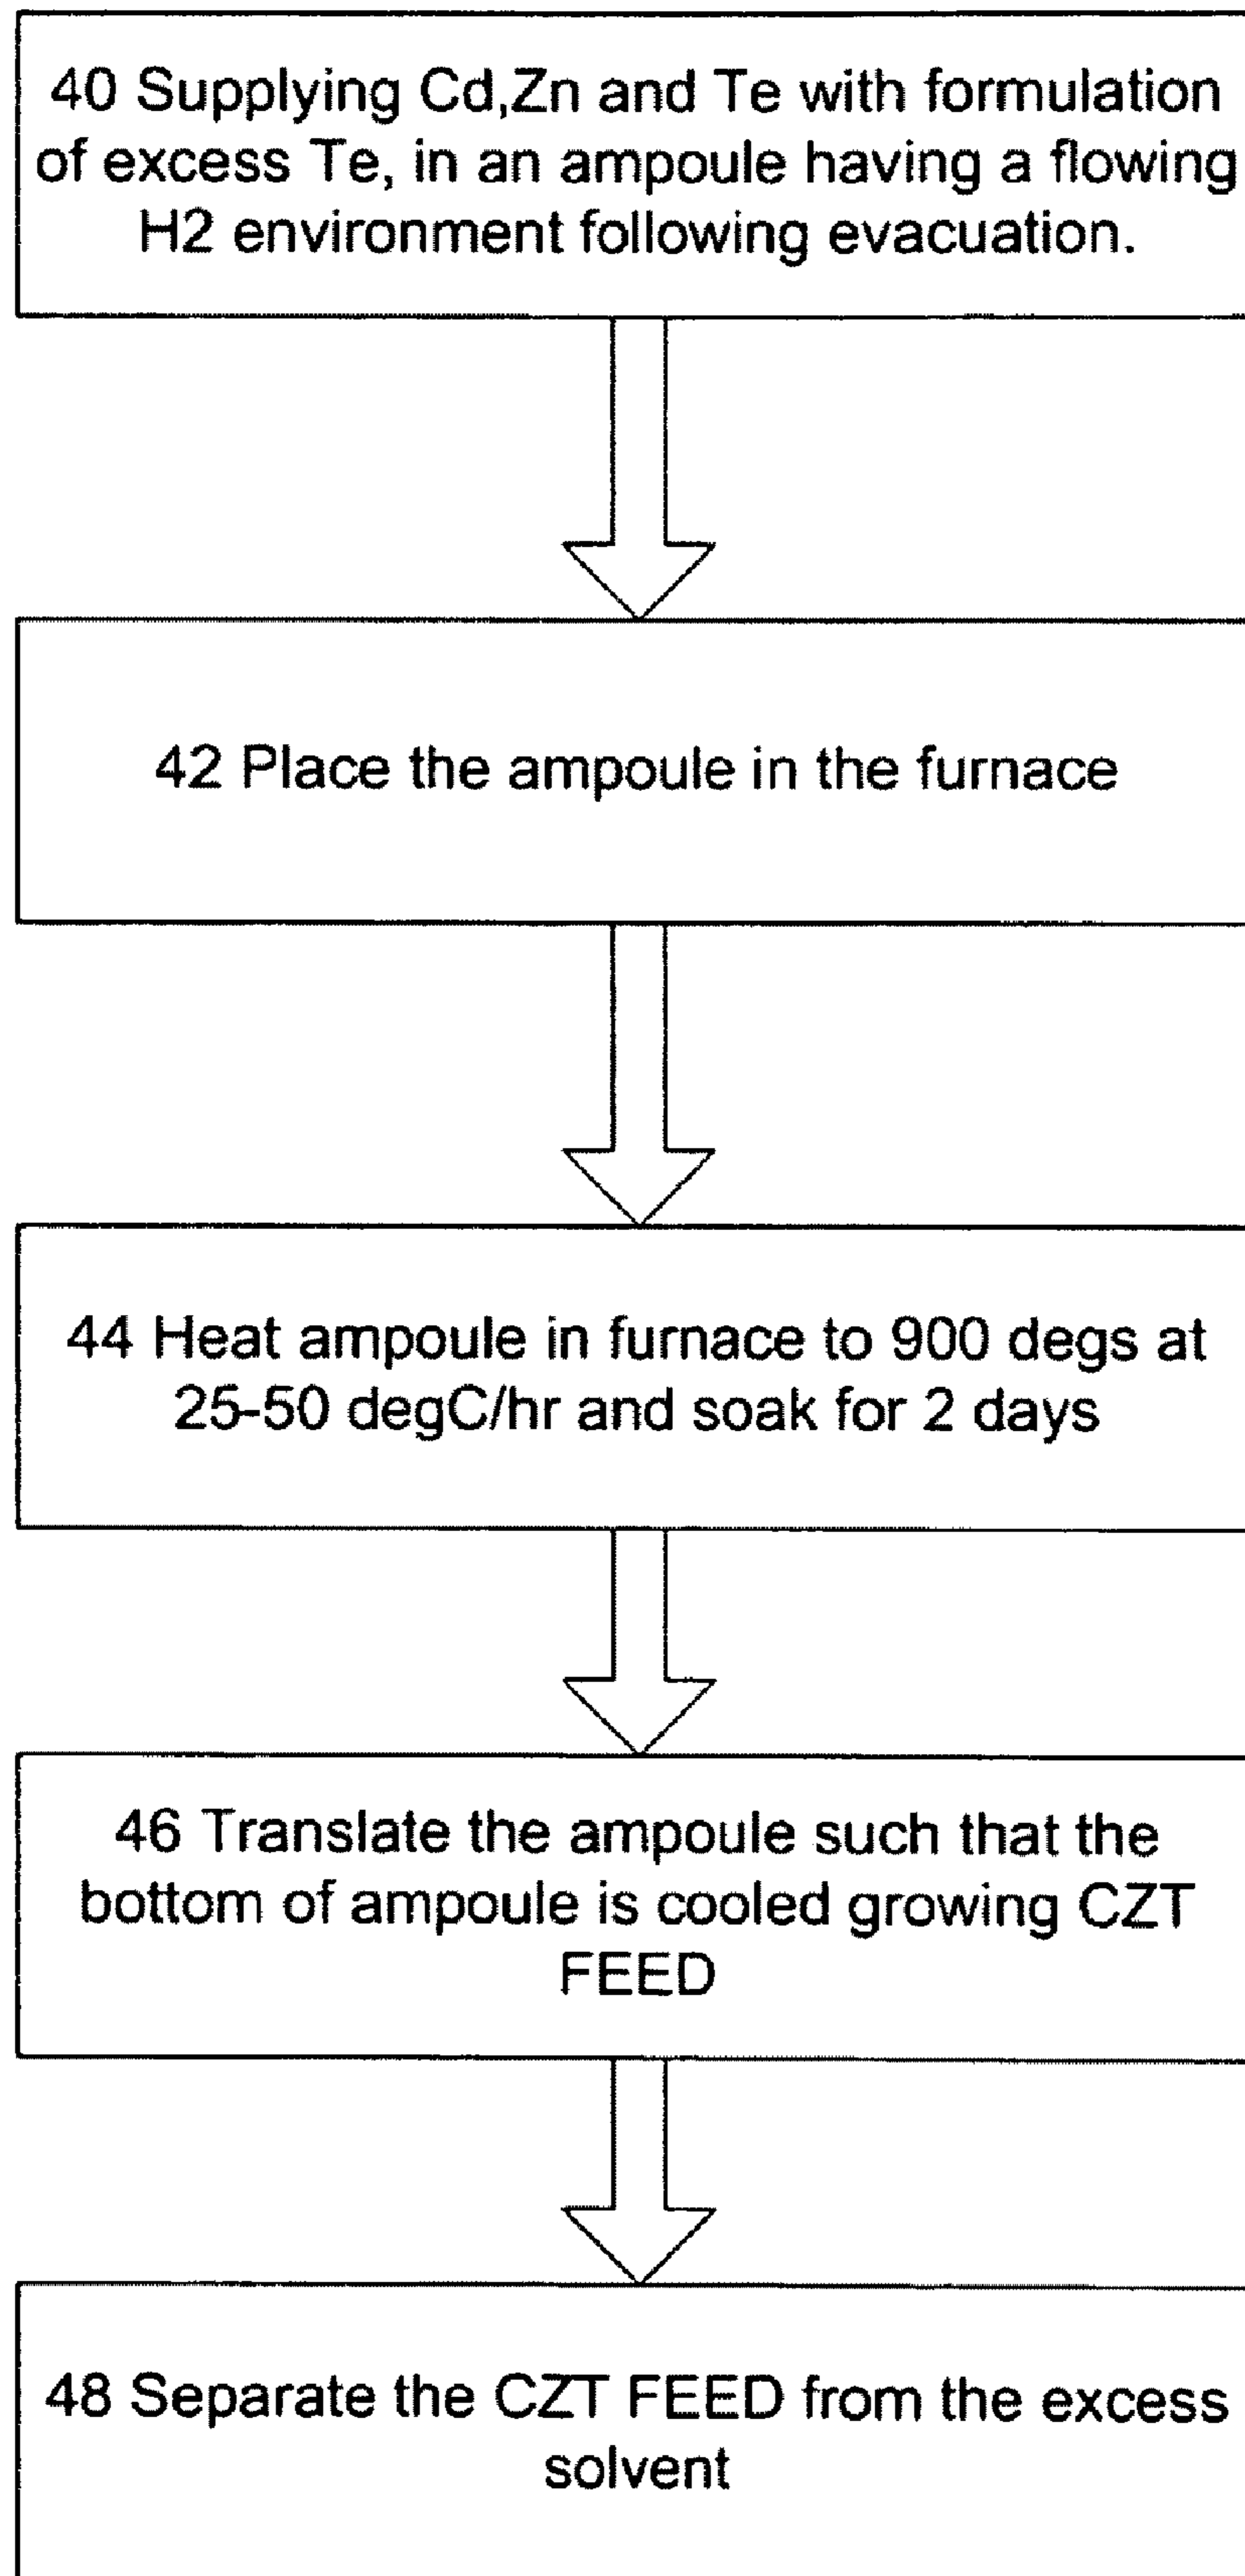 40 Supplying Cd,Zn and Te with formulation
of excess Te, in an ampoule having a flowing
H2 environment following evacuation.
42 Place the ampoule in the furnace
44 Heat ampoule in furnace to 900 degs at
25-50 degC/hr and soak for 2 days
46 Translate the ampoule such that the
bottom of ampoule is cooled growing CZT
FEED
48 Separate the CZT FEED from the excess
solvent